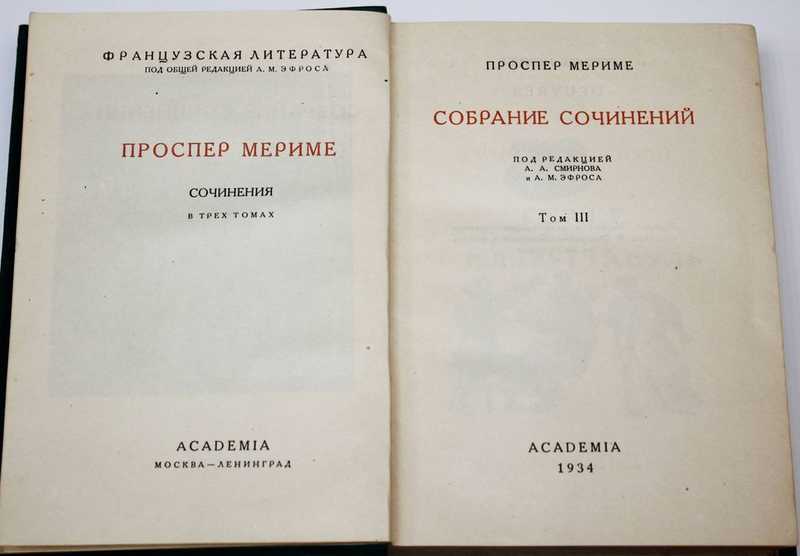 ФРАНЦУЗСКАЯ ЛИТЕРАТУРА
ПОД ОБЩЕЙ РЕДАКЦИЕЙ А. М. ЭФРОСА
ПРОСПЕР МЕРИМЕ
СОЧИНЕНИЯ
В ТРЕХ ТОМАХ
ACADEMIA
МОСКВА—ЛЕНИНГРАД
ПРОСПЕР МЕРИМЕ
СОБРАНИЕ СОЧИНЕНИЙ
ПОД РЕДАКЦИЕЙ
А. А. СМИРНОВА
и А. М. ЭФРОСА
Том III
ACADEMIA
1934